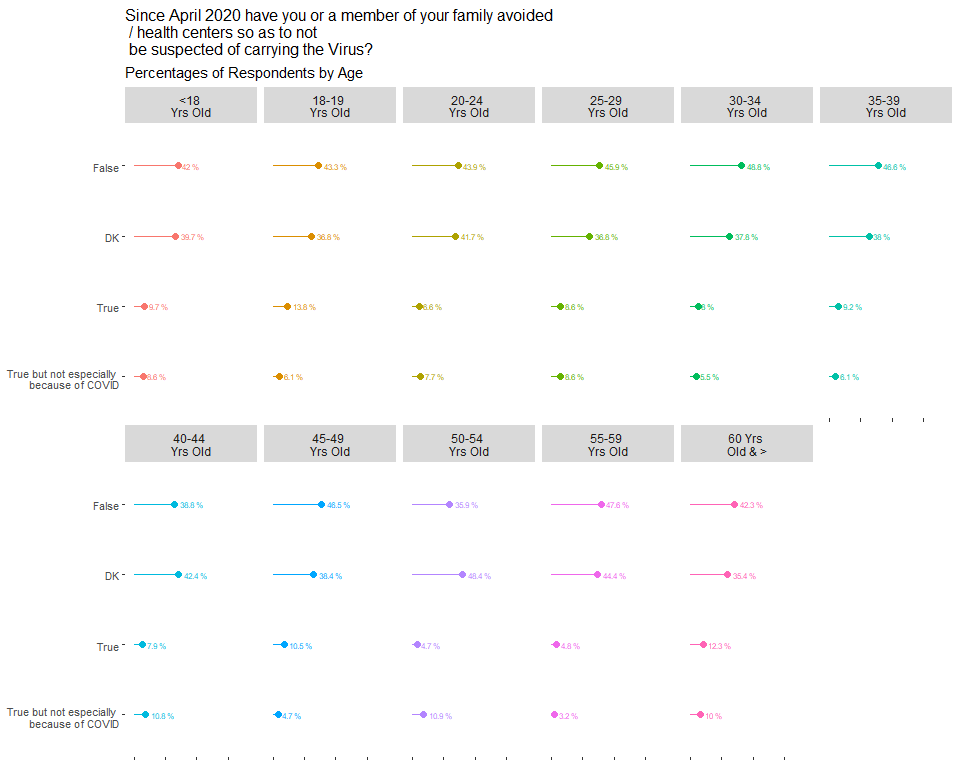 Since April 2020 have you or a member of your family avoided
/ health centers so as to not
be suspected of carrying the Virus?
Percentages of Respondents by Age
<18
Yrs Old
18-19
Yrs Old
20-24
Yrs Old
25-29
Yrs Old
30-34
Yrs Old
35-39
Yrs Old
False
42 %
43.3 %
43.9 %
45.9 %
48.8 %
46.6 %
DK
39.7 %
36.8 %
41.7 %
36.8 %
37.8 %
38 %
True
9.7 %
13.8 %
6.6 %
8.6 %
8 %
9.2 %
True but not especially
because of COVID
8.6 %
6.1 %
7.7 %
8.6 %
5.5 %
6.1 %
40-44
Yrs Old
45-49
Yrs Old
50-54
Yrs Old
55-59
Yrs Old
60 Yrs
Old & >
False
38.8 %
46.5 %
35.9 %
47.6 %
42.3 %
DK
42.4 %
38.4 %
48.4 %
44.4 %
35.4 %
True
7.9 %
10.5 %
4.7 %
4.8 %
12.3 %
True but not especially
because of COVID
10.8 %
4.7 %
10.9 %
3.2 %
10 %